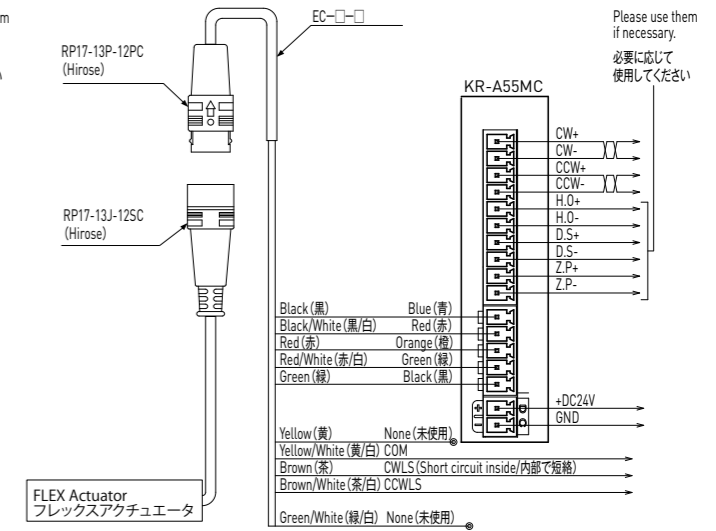 m
EC-□-□
Please use them
if necessary.
必要に応じて
使用してください
RP17-13P-12PC
(Hirose)
KR-A55MC
CW+
CW-
CCW+
CCW-
H.O+
H.O-
D.S+
D.S-
Z.P+
Z.P-
RP17-13J-12SC
(Hirose)
Black(黒) Blue(青)
Black/White(黒/白) Red(赤)
Red(赤) Orange(橙)
Red/White(赤/白) Green(緑)
Green(緑) Black(黒)
+ DC
- +DC24V
GND
Yellow(黄) None(未使用)
Yellow/White(黄/白) COM
Brown(茶) CWLS(Short circuit inside/内部で短絡)
Brown/White(茶/白) CCWLS
Green/White(緑/白) None(未使用)
FLEX Actuator
フレックスアクチュエータ